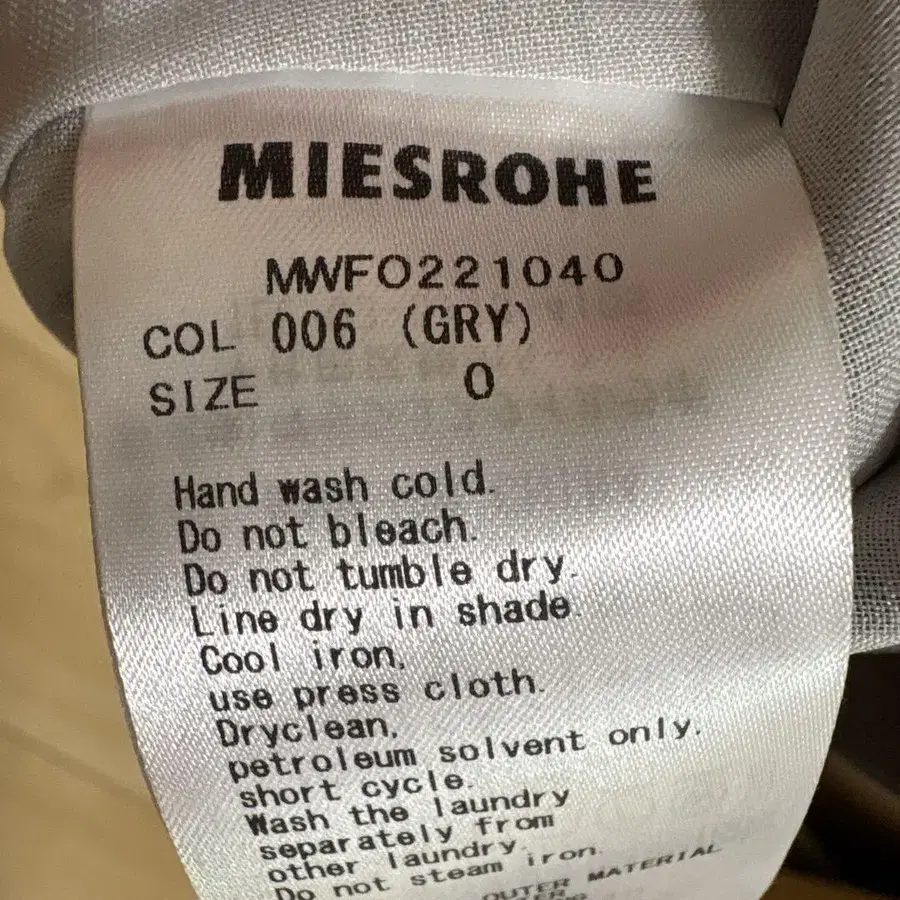 MIESROHE
MWFO221040
COL 006 (GRY)
SIZE 0
Hand wash cold.
Do not bleach.
Do not tumble dry.
Line dry in shade.
Cool iron,
use press cloth.
Dryclean,
petroleum solvent only,
short cycle.
Wash the laundry
separately from
other laundry.
Do not steam iron.
OUTER MATERIAL